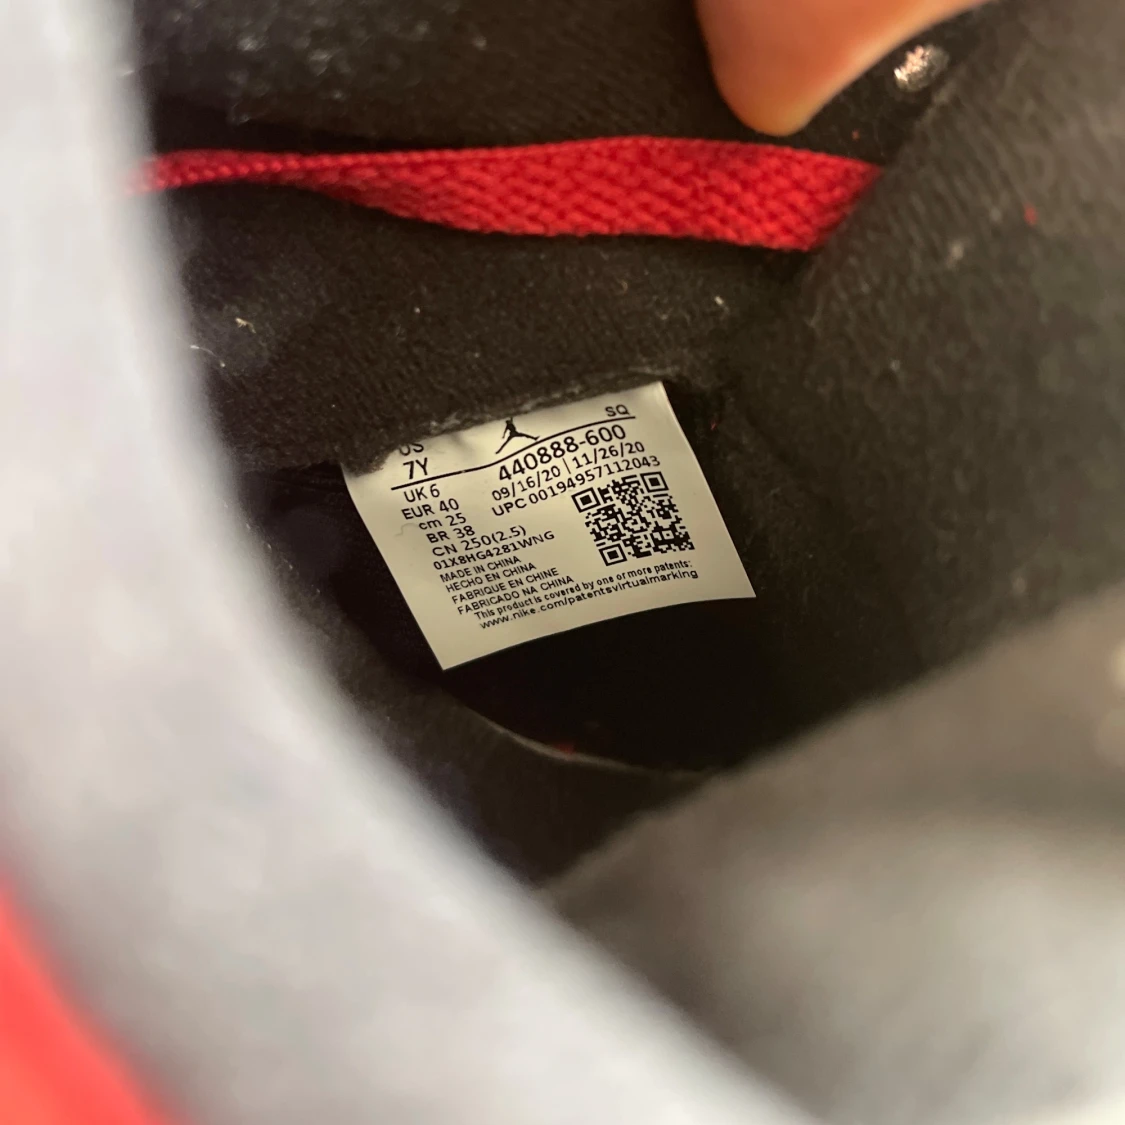 US SQ
7Y 440888-600
UK 6 09/16/20 | 11/26/20
EUR 40 UPC 00194957112043
cm 25
BR 38
CN 250(2.5)
01X8HG4281WNG
MADE IN CHINA
HECHO EN CHINA
FABRIQUE EN CHINE
FABRICADO NA CHINA
This product is covered by one or more patents:
www.nike.com/patentsvirtualmarking